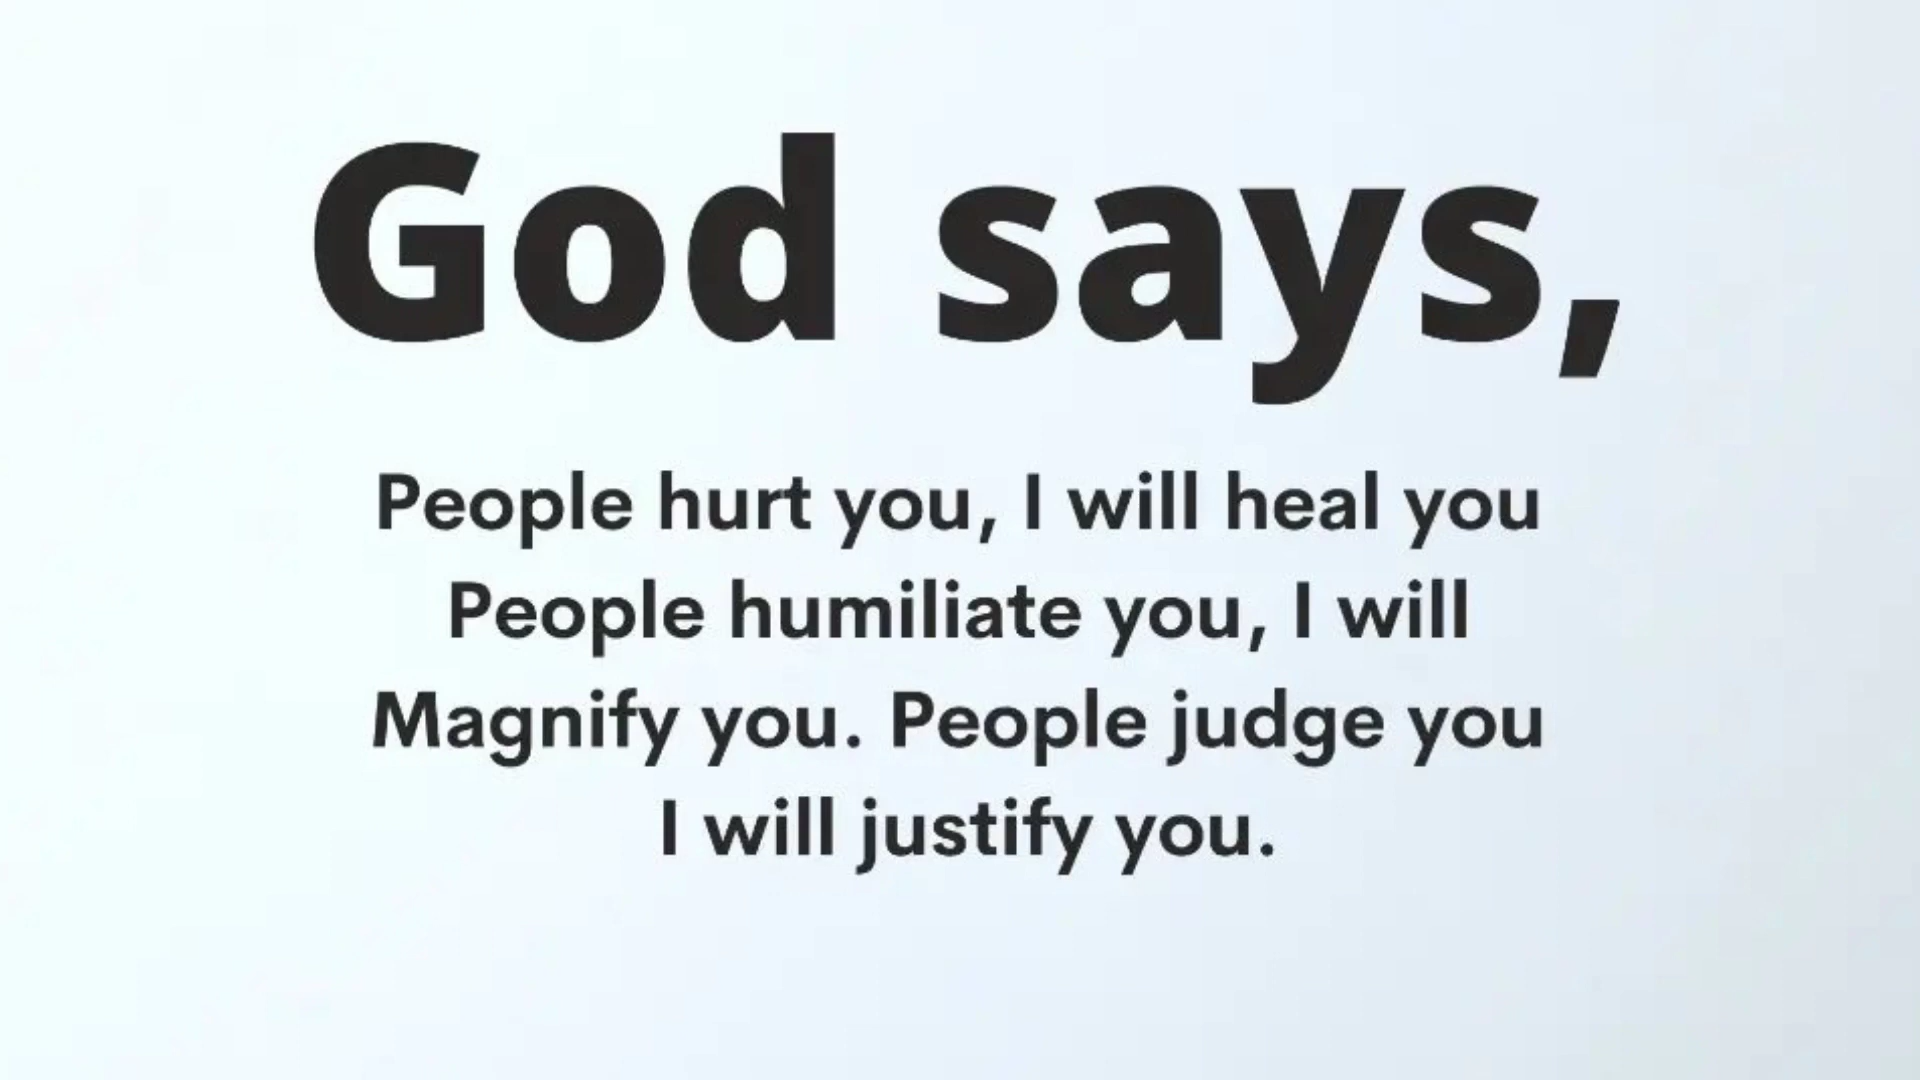 God says,
People hurt you, I will heal you
People humiliate you, I will
Magnify you. People judge you
I will justify you.